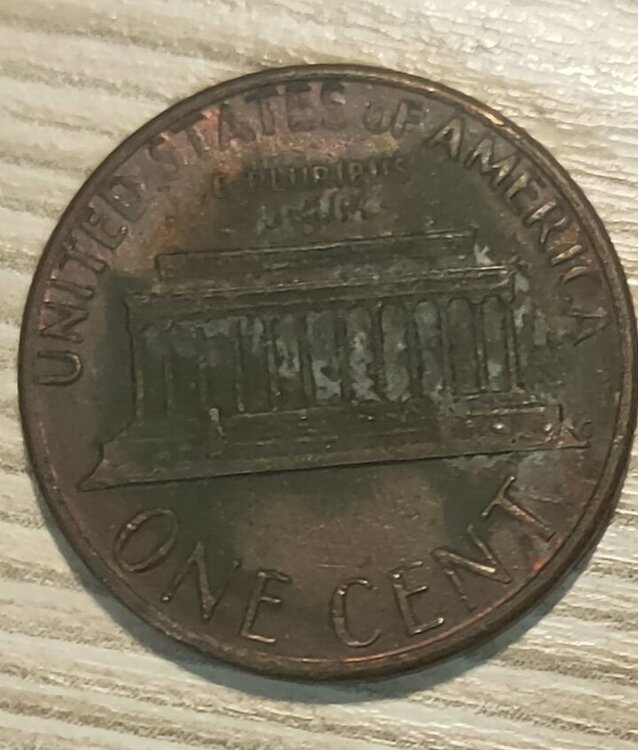 UNITED STATES OF AMERICA
E·PLURIBUS
UNUM
ONE CENT